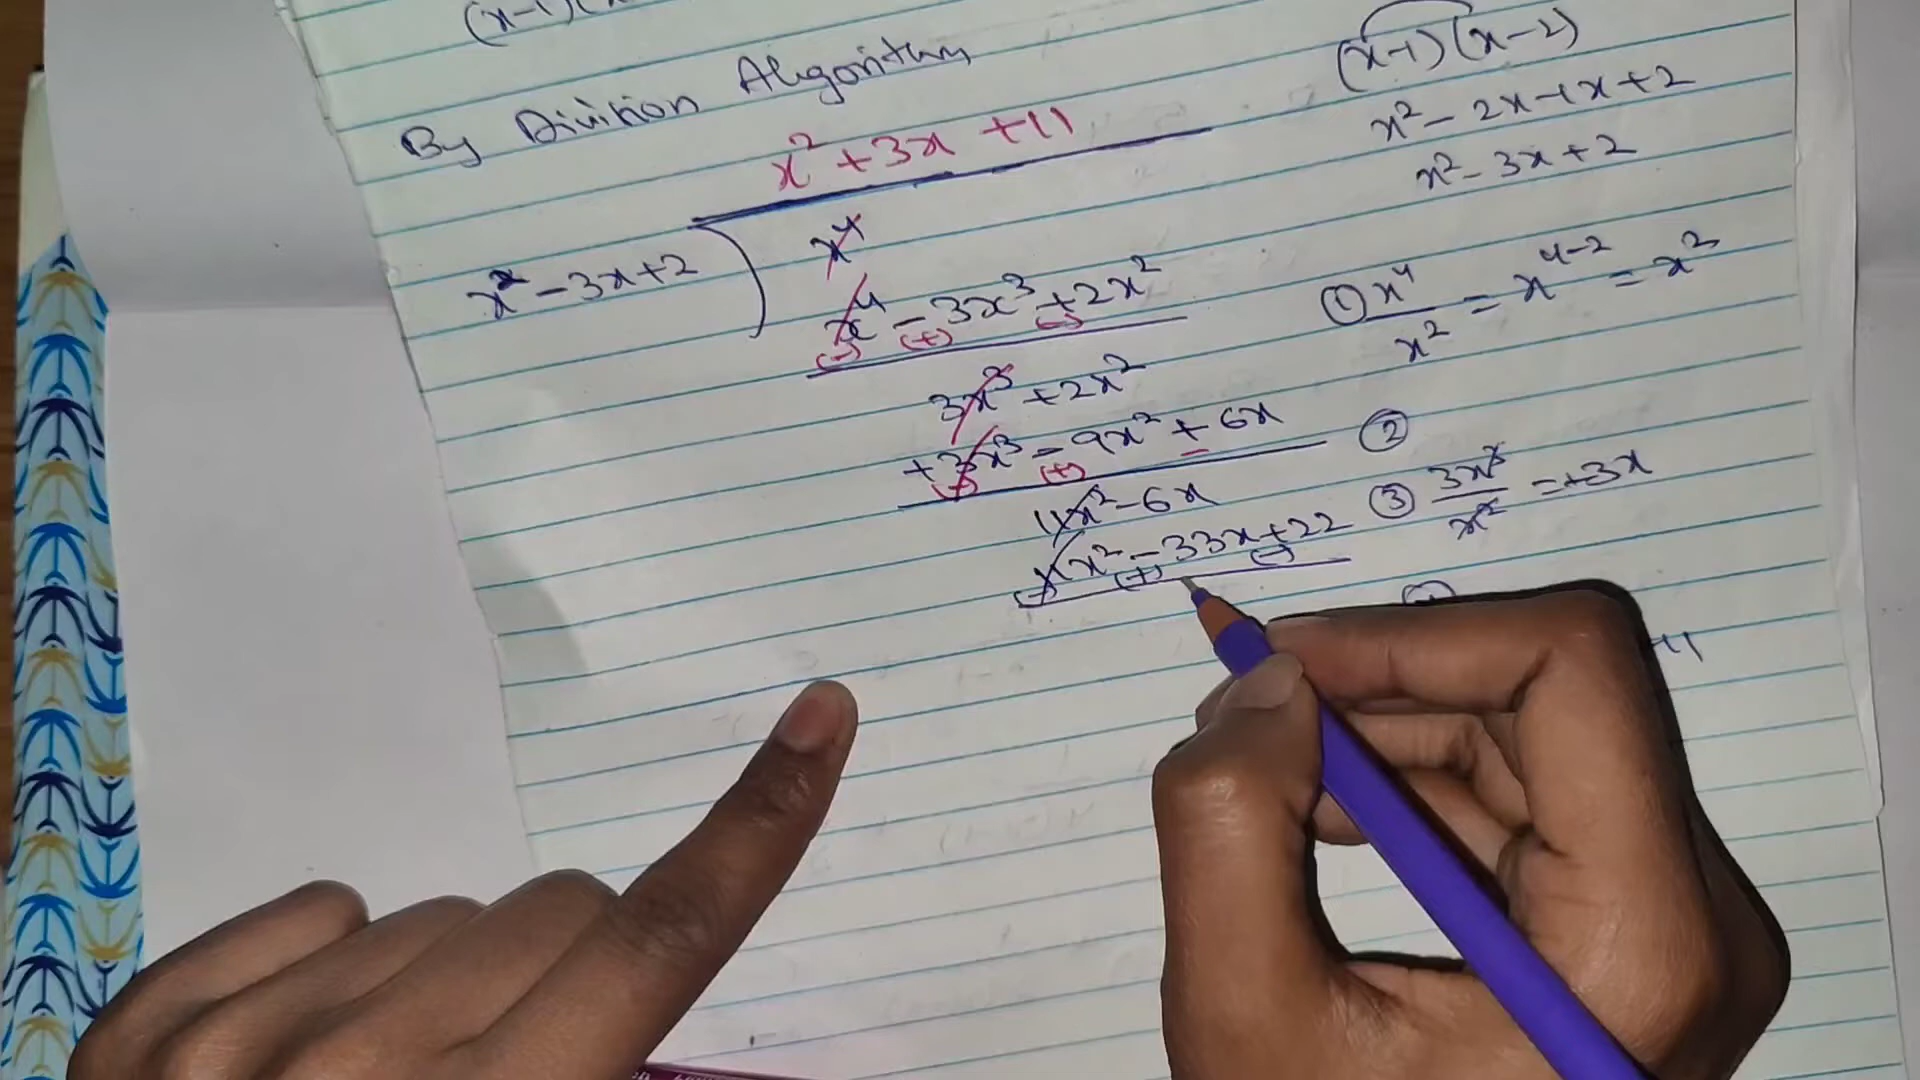 (x-1)(x
By Division Algorithm
x² + 3x + 11
x² - 3x + 2 ) x⁴
x⁴ - 3x³ + 2x²
(-) (+) (-)
3x³ + 2x²
+3x³ - 9x² + 6x
(-) (+) -
11x² - 6x
11x² - 33x + 22
(-) (+) (-)
(x-1)(x-2)
x² - 2x - 1x + 2
x² - 3x + 2
① x⁴/x² = x⁴⁻² = x²
②
③ 3x³/x² = +3x
11